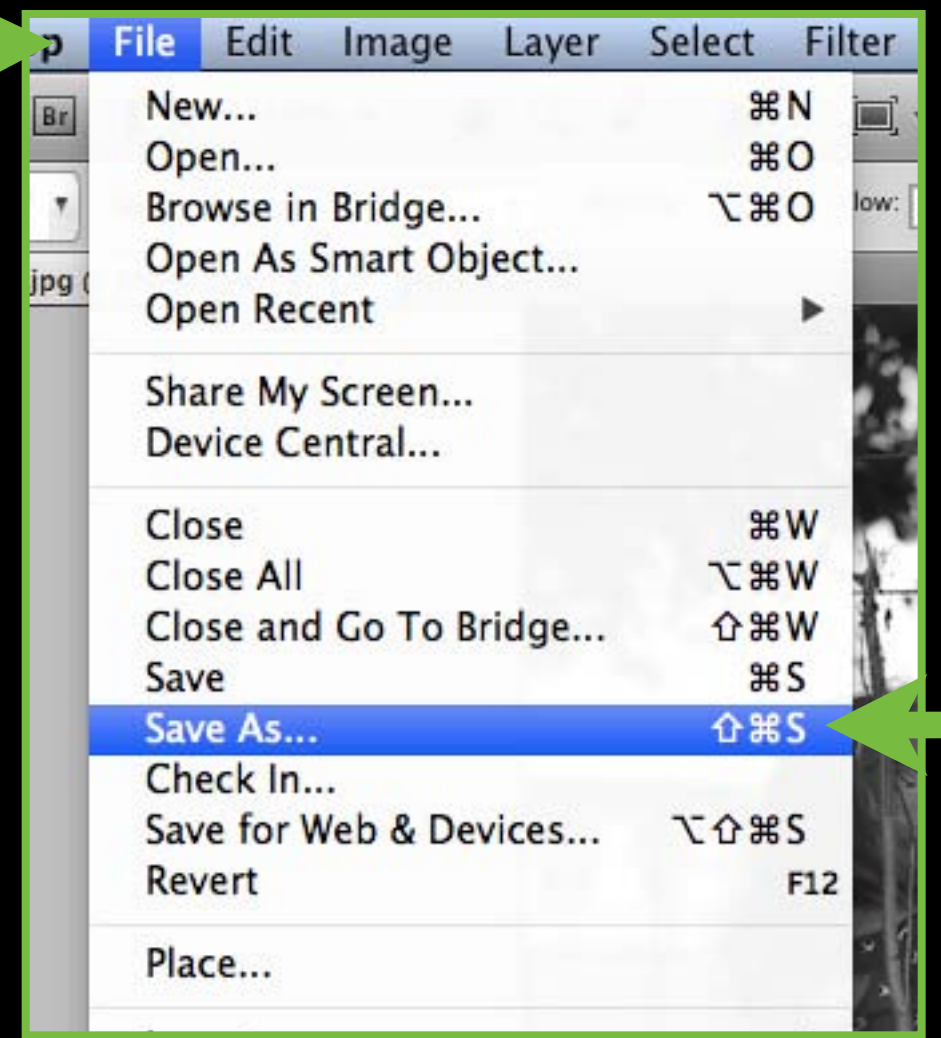 p File Edit Image Layer Select Filter
Br
New... ⌘N
Open... ⌘O
Browse in Bridge... ⌥⌘O
low:
Open As Smart Object...
jpg (
Open Recent ▶
Share My Screen...
Device Central...
Close ⌘W
Close All ⌥⌘W
Close and Go To Bridge... ⇧⌘W
Save ⌘S
Save As... ⇧⌘S
Check In...
Save for Web & Devices... ⌥⇧⌘S
Revert F12
Place...